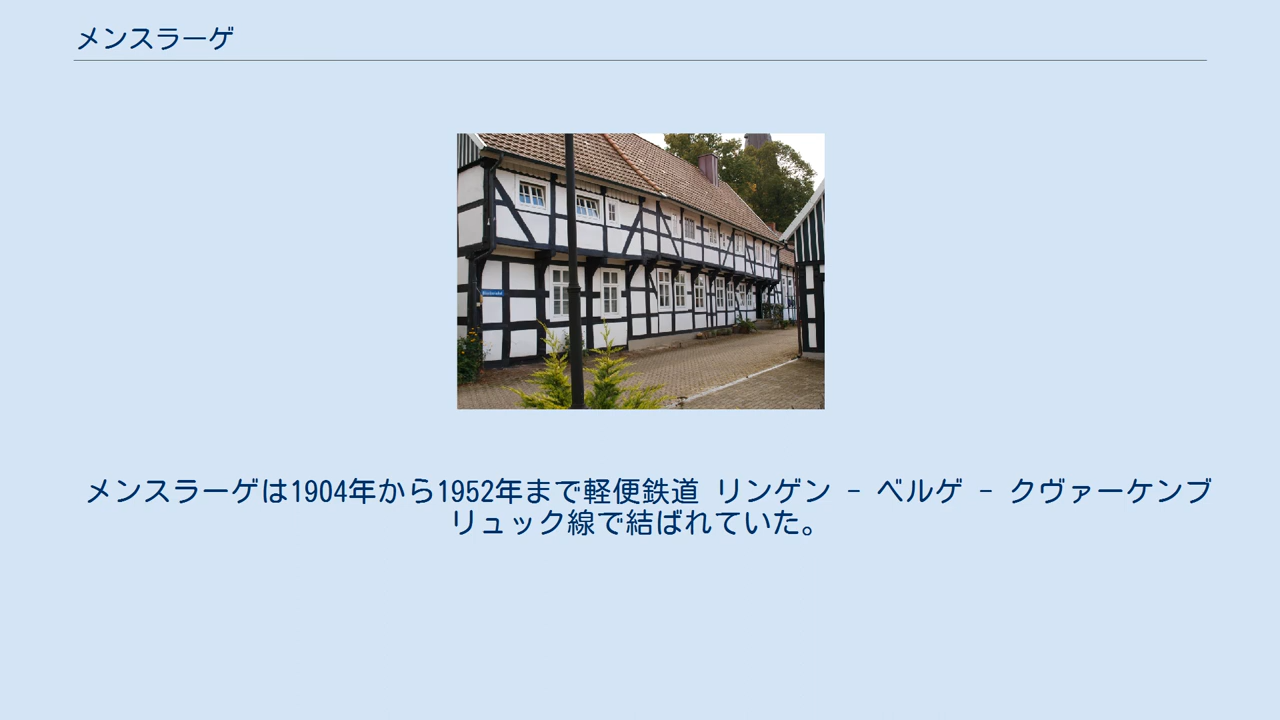 メンスラーゲ
メンスラーゲは1904年から1952年まで軽便鉄道 リンゲン - ベルゲ - クヴァーケンブ
リュック線で結ばれていた。